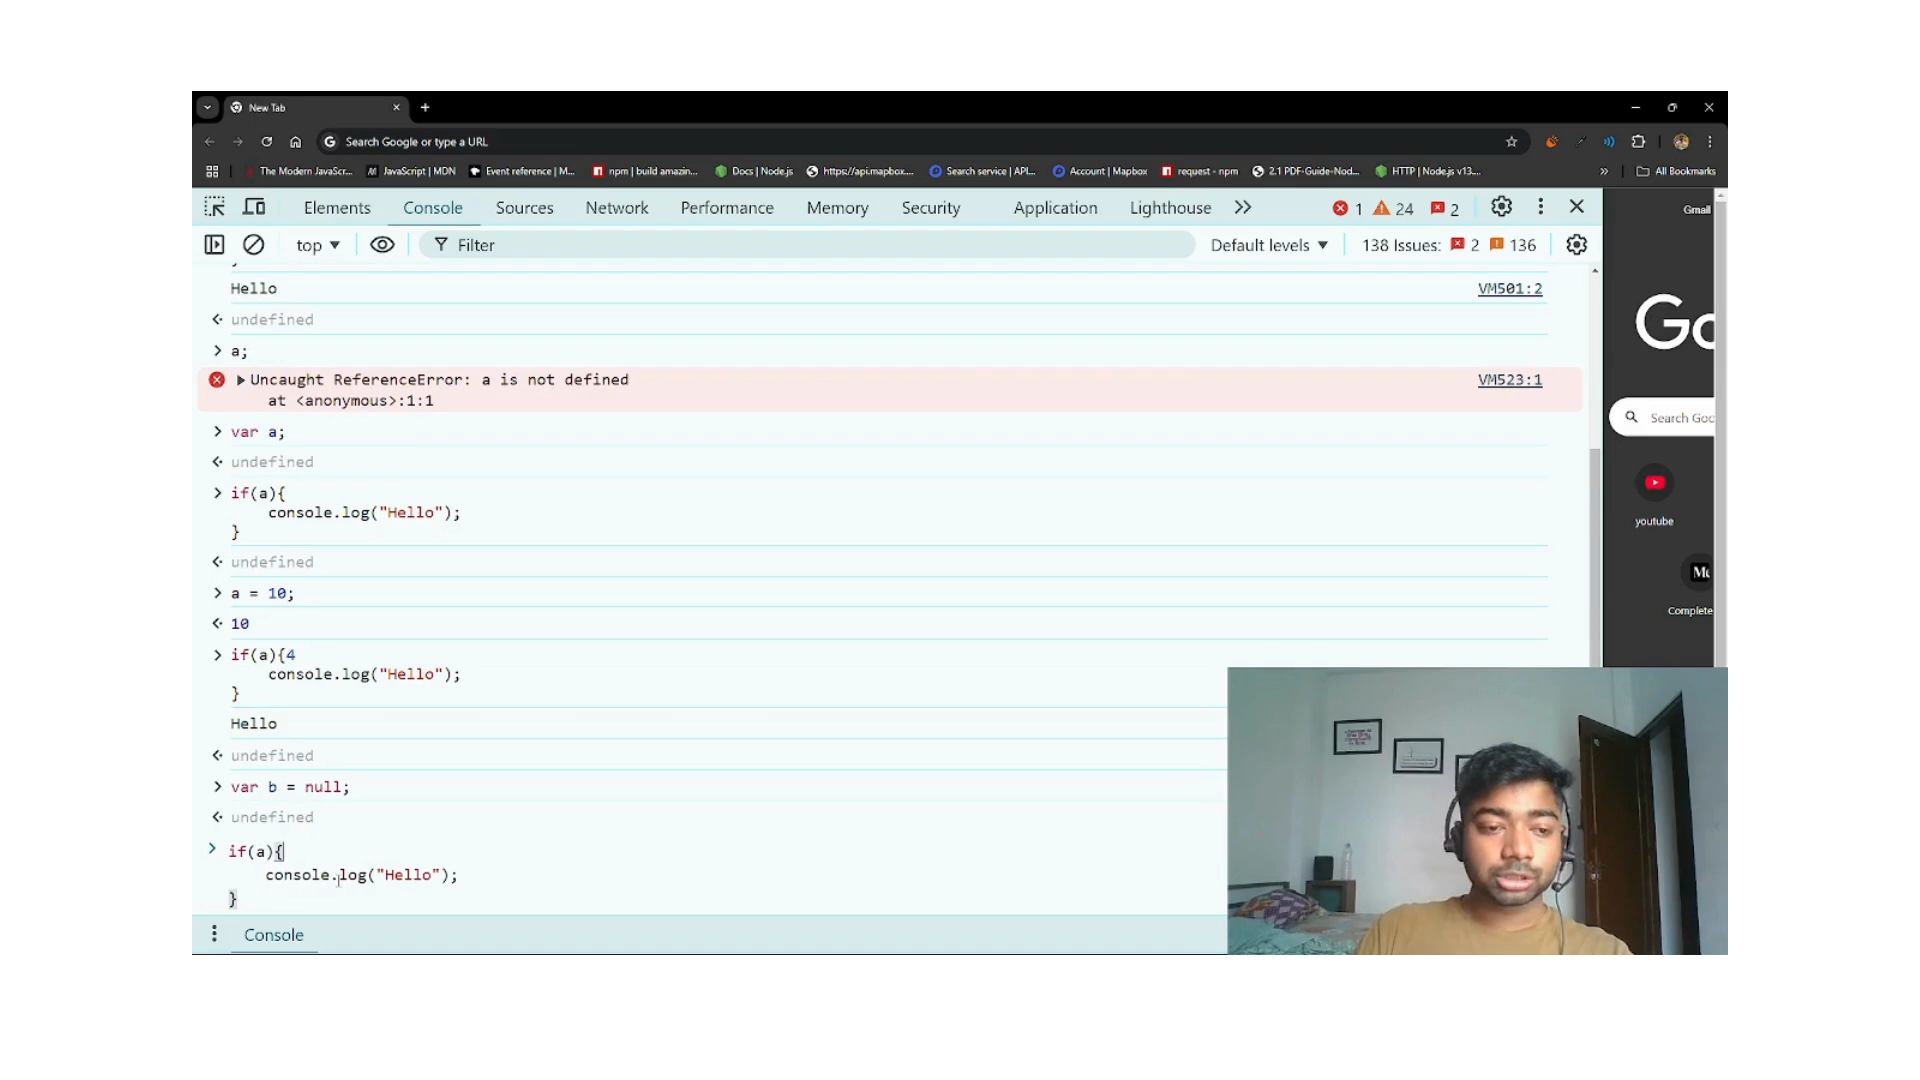 New Tab
Search Google or type a URL
The Modern JavaScr... JavaScript | MDN Event reference | M... npm | build amazin... Docs | Node.js https://api.mapbox.... Search service | API... Account | Mapbox request - npm 2.1 PDF-Guide-Nod... HTTP | Node.js v13.... » All Bookmarks
Elements Console Sources Network Performance Memory Security Application Lighthouse 1 24 2
Gmail
top Filter Default levels 138 Issues: 2 136
Hello VM501:2
undefined
a;
Uncaught ReferenceError: a is not defined VM523:1
at <anonymous>:1:1
var a;
undefined
if(a){
console.log("Hello");
}
undefined
a = 10;
10
if(a){4
console.log("Hello");
}
Hello
undefined
var b = null;
undefined
if(a){
console.log("Hello");
}
Console
Go
Search Goo
youtube
Complete